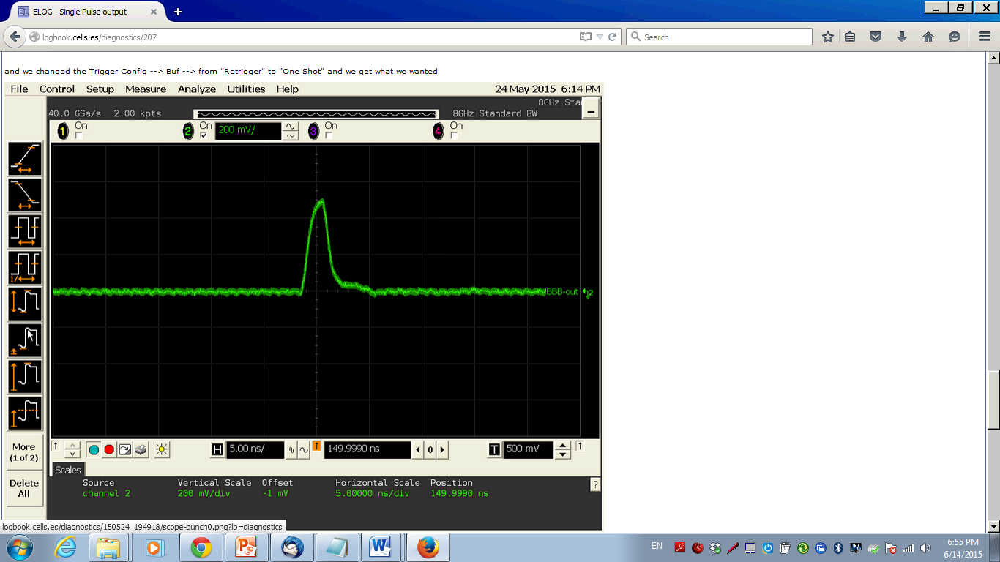 ELOG - Single Pulse output
logbook.cells.es/diagnostics/207
Search
and we changed the Trigger Config --> Buf --> from "Retrigger" to "One Shot" and we get what we wanted
File Control Setup Measure Analyze Utilities Help 24 May 2015 6:14 PM
8GHz Sta
40.0 GSa/s 2.00 kpts 8GHz Standard BW
1 On 2 On 200 mV/ 3 On 4 On
BBB-out 2
1/
H 5.00 ns/ 149.9990 ns 0 T 500 mV
More
(1 of 2)
Delete
All
Scales
Source Vertical Scale Offset Horizontal Scale Position
channel 2 200 mV/div -1 mV 5.00000 ns/div 149.9990 ns
?
logbook.cells.es/diagnostics/150524_194918/scope-bunch0.png?lb=diagnostics
EN
6:55 PM
6/14/2015